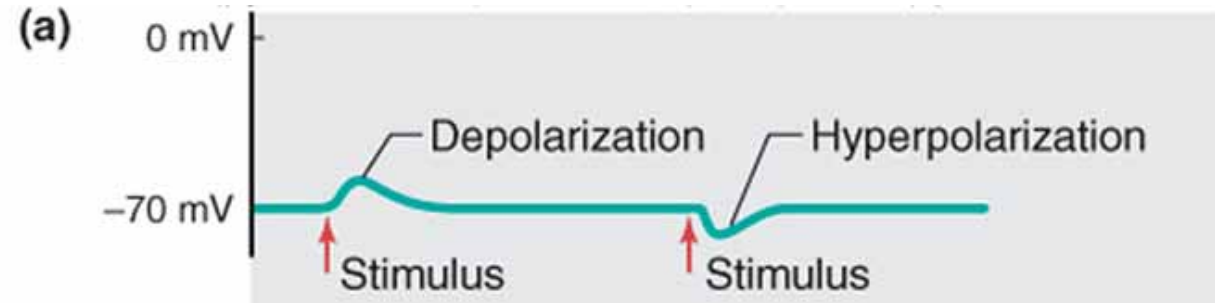 (a)
0 mV
Depolarization
Hyperpolarization
–70 mV
Stimulus
Stimulus